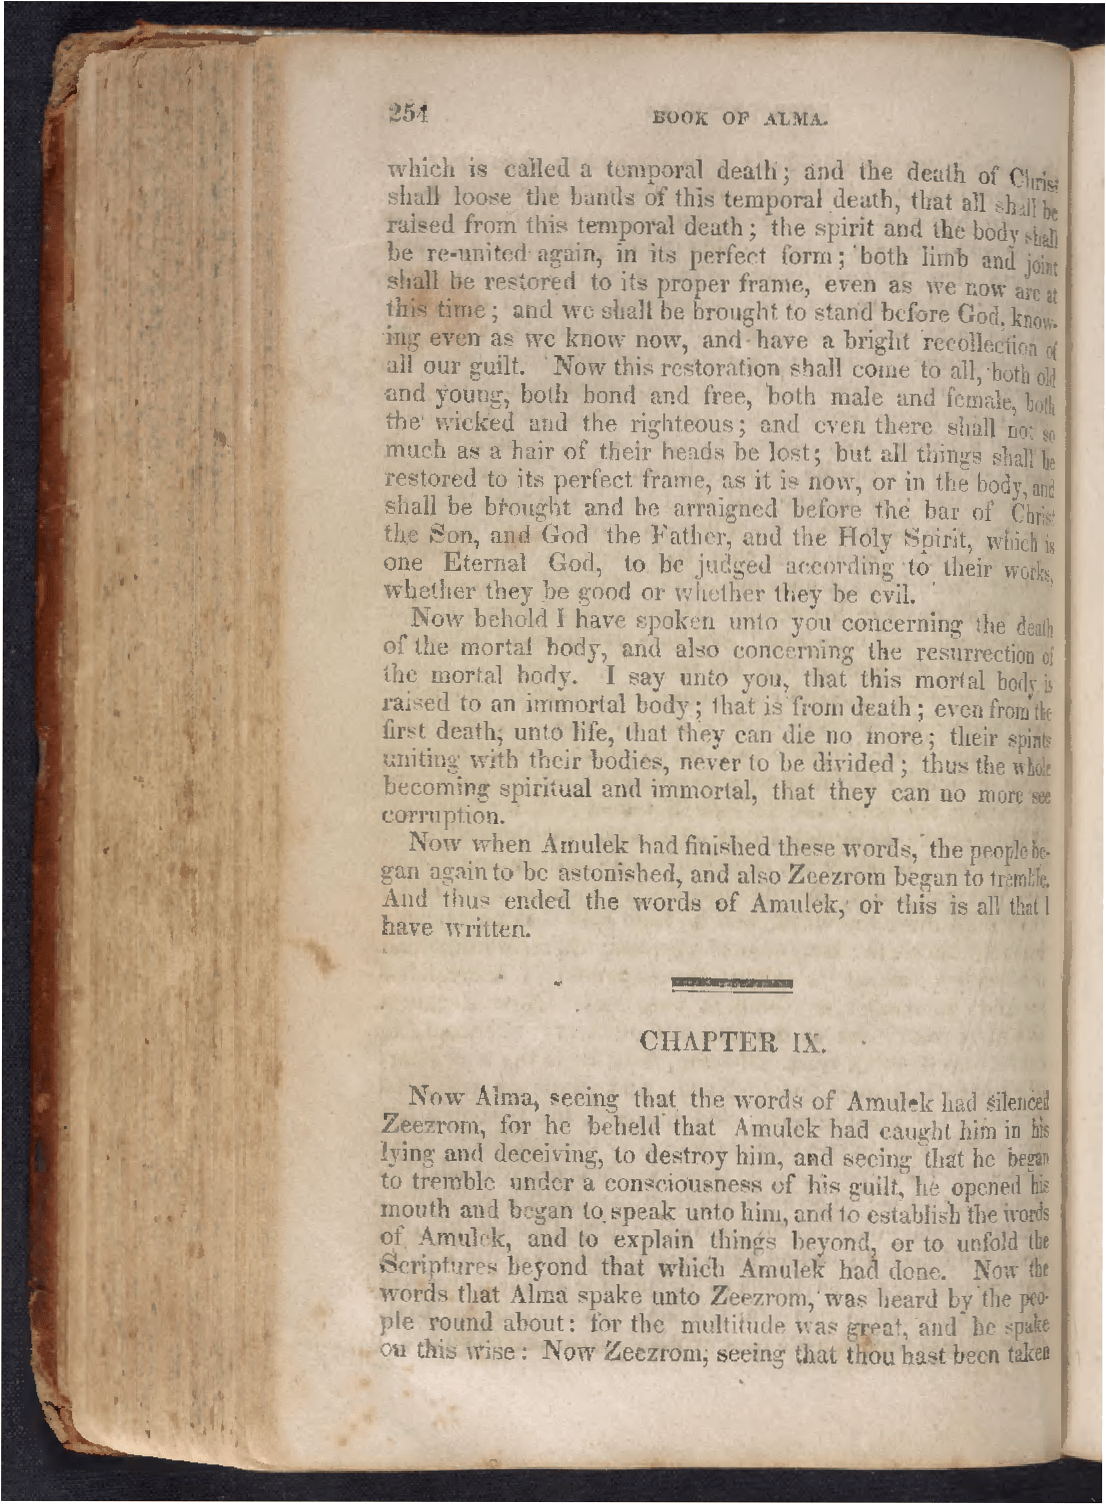 254
BOOK OF ALMA.
which is called a temporal death; and the death of Christ
shall loose the bands of this temporal death, that all shall be
raised from this temporal death; the spirit and the body shall
be re-united again, in its perfect form; both limb and joint
shall be restored to its proper frame, even as we now are at
this time; and we shall be brought to stand before God, know-
ing even as we know now, and have a bright recollection of
all our guilt. Now this restoration shall come to all, both old
and young, both bond and free, both male and female, both
the wicked and the righteous; and even there shall not so
much as a hair of their heads be lost; but all things shall be
restored to its perfect frame, as it is now, or in the body, and
shall be brought and be arraigned before the bar of Christ
the Son, and God the Father, and the Holy Spirit, which is
one Eternal God, to be judged according to their works,
whether they be good or whether they be evil.
Now behold I have spoken unto you concerning the death
of the mortal body, and also concerning the resurrection of
the mortal body. I say unto you, that this mortal body is
raised to an immortal body; that is from death; even from the
first death, unto life, that they can die no more; their spirits
uniting with their bodies, never to be divided; thus the whole
becoming spiritual and immortal, that they can no more see
corruption.
Now when Amulek had finished these words, the people be-
gan again to be astonished, and also Zeezrom began to tremble.
And thus ended the words of Amulek, or this is all that I
have written.
CHAPTER IX.
Now Alma, seeing that the words of Amulek had silenced
Zeezrom, for he beheld that Amulek had caught him in his
lying and deceiving, to destroy him, and seeing that he began
to tremble under a consciousness of his guilt, he opened his
mouth and began to speak unto him, and to establish the words
of Amulek, and to explain things beyond, or to unfold the
Scriptures beyond that which Amulek had done. Now the
words that Alma spake unto Zeezrom, was heard by the peo-
ple round about: for the multitude was great, and he spake
on this wise: Now Zeezrom, seeing that thou hast been taken